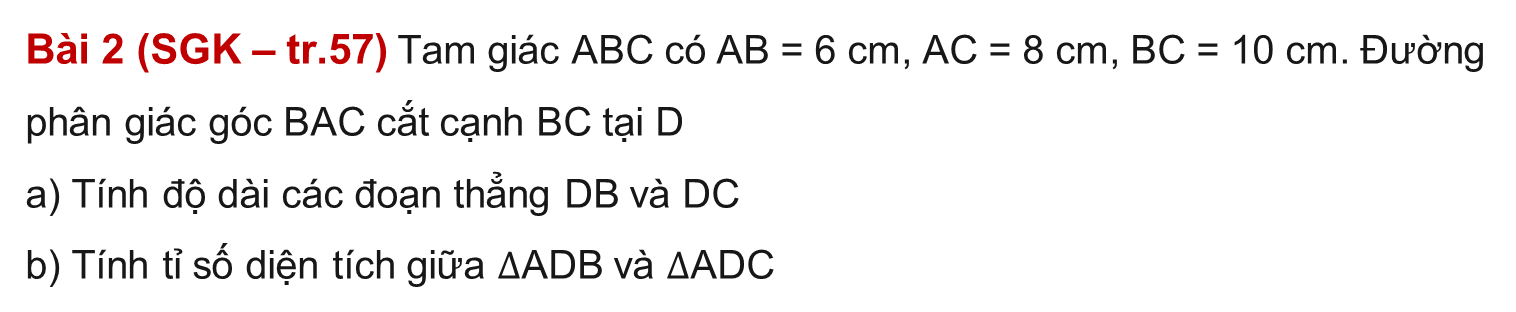 Bài 2 (SGK – tr.57) Tam giác ABC có AB = 6 cm, AC = 8 cm, BC = 10 cm. Đường
phân giác góc BAC cắt cạnh BC tại D
a) Tính độ dài các đoạn thẳng DB và DC
b) Tính tỉ số diện tích giữa ΔADB và ΔADC